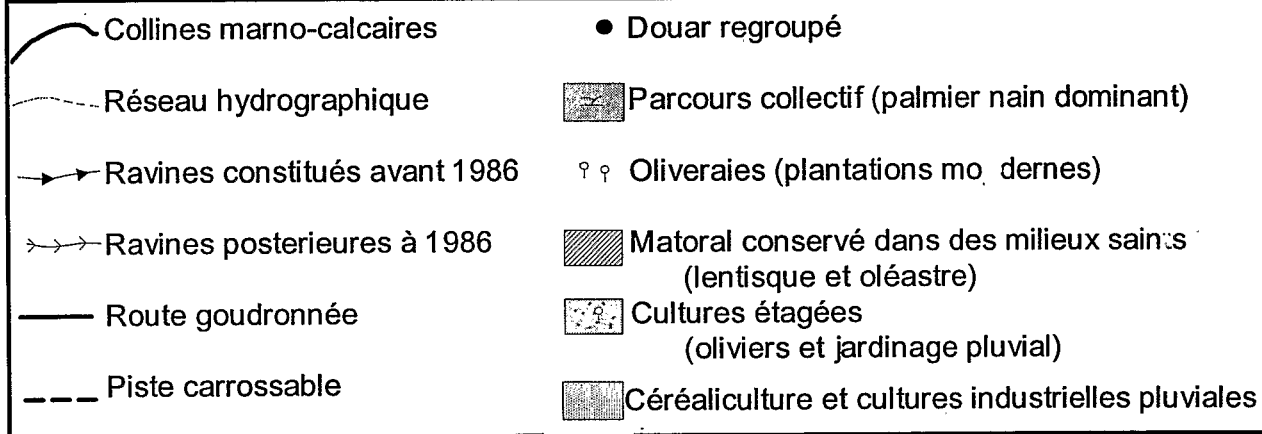 Collines marno-calcaires
Réseau hydrographique
Ravines constitués avant 1986
Ravines posterieures à 1986
Route goudronnée
Piste carrossable
Douar regroupé
Parcours collectif (palmier nain dominant)
Oliveraies (plantations mo dernes)
Matoral conservé dans des milieux saints
(lentisque et oléastre)
Cultures étagées
(oliviers et jardinage pluvial)
Céréaliculture et cultures industrielles pluviales